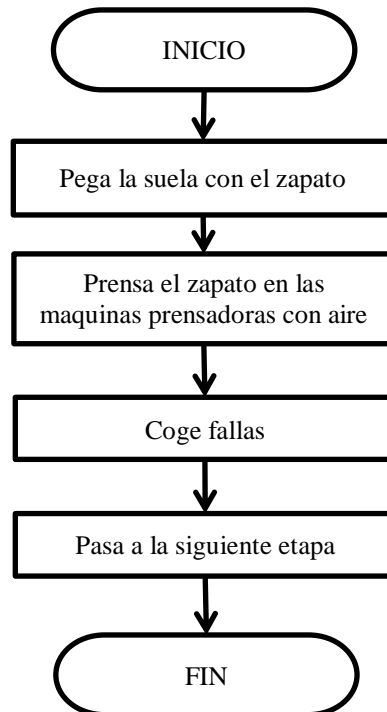 INICIO
Pega la suela con el zapato
Prensa el zapato en las
maquinas prensadoras con aire
Coge fallas
Pasa a la siguiente etapa
FIN